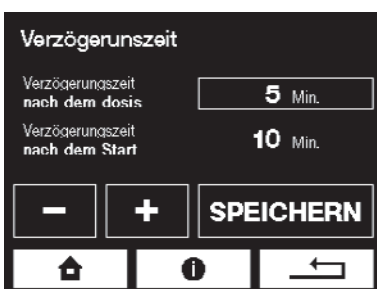 Verzögerunszeit
Verzögerungszeit
nach dem dosis
5 Min.
Verzögerungszeit
nach dem Start
10 Min.
− + SPEICHERN
i